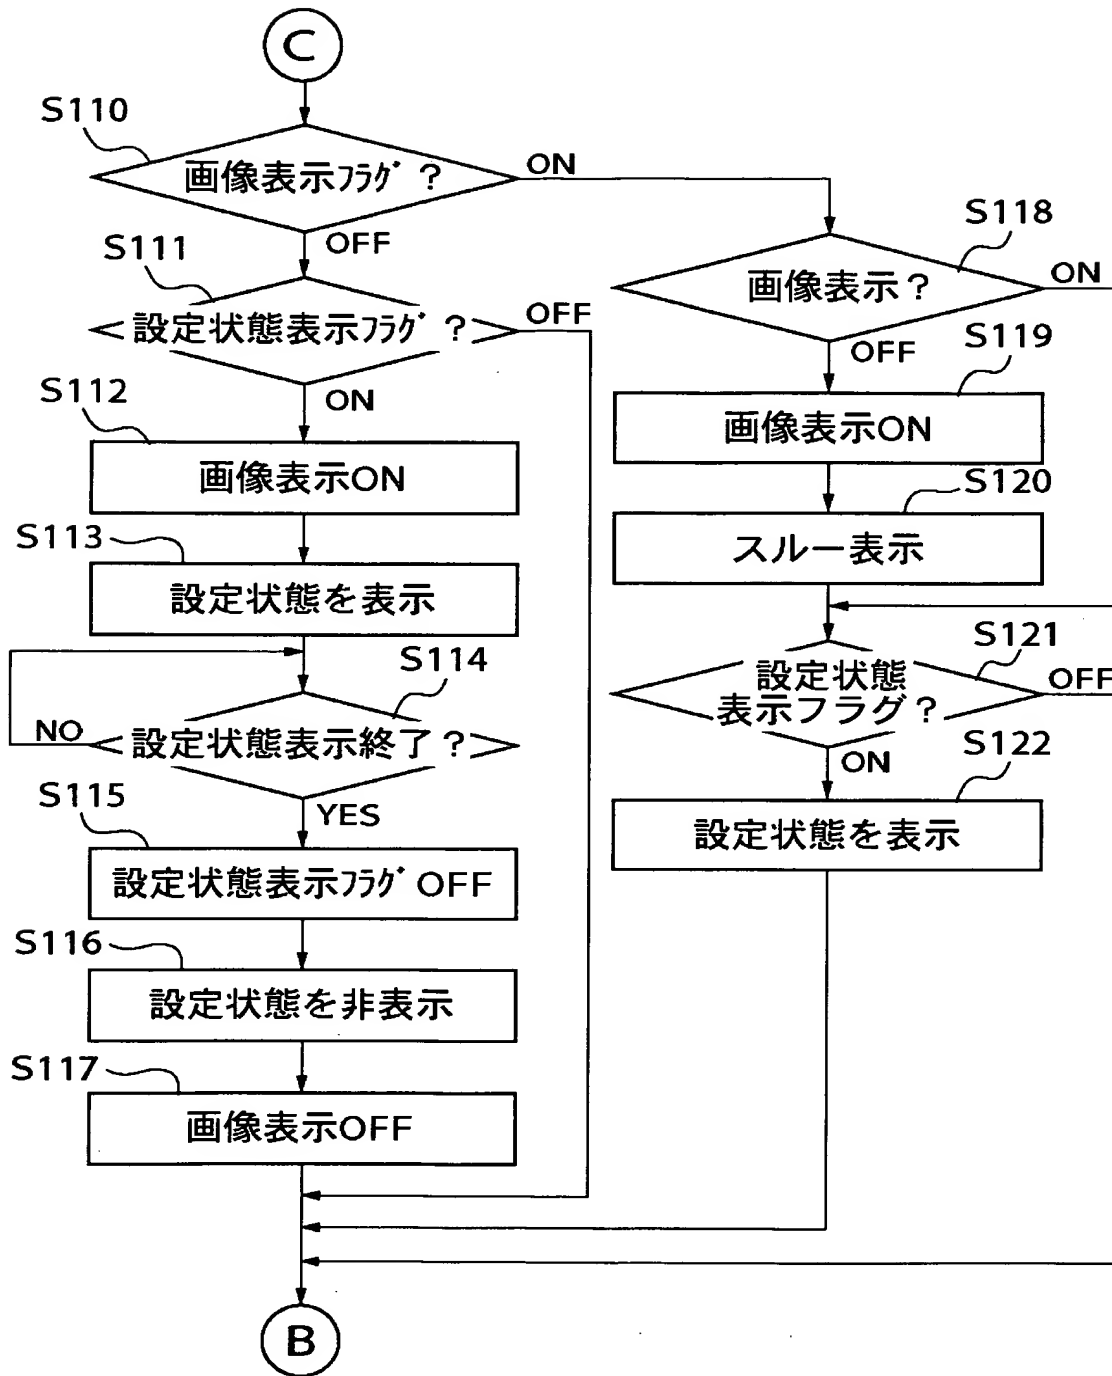 C
S110
画像表示ﾌﾗｸﾞ?
ON
OFF
S111
設定状態表示ﾌﾗｸﾞ?
OFF
ON
S112
画像表示ON
S113
設定状態を表示
S114
設定状態表示終了?
NO
YES
S115
設定状態表示ﾌﾗｸﾞOFF
S116
設定状態を非表示
S117
画像表示OFF
S118
画像表示?
ON
OFF
S119
画像表示ON
S120
スルー表示
S121
設定状態
表示フラグ?
OFF
ON
S122
設定状態を表示
B